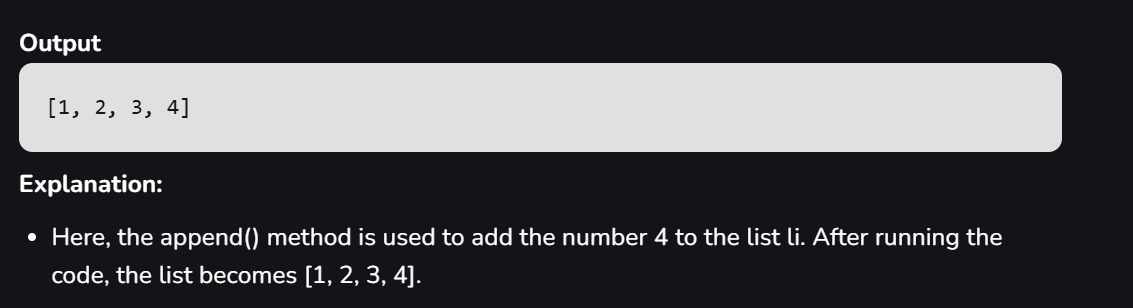 Output
[1, 2, 3, 4]
Explanation:
• Here, the append() method is used to add the number 4 to the list li. After running the
code, the list becomes [1, 2, 3, 4].